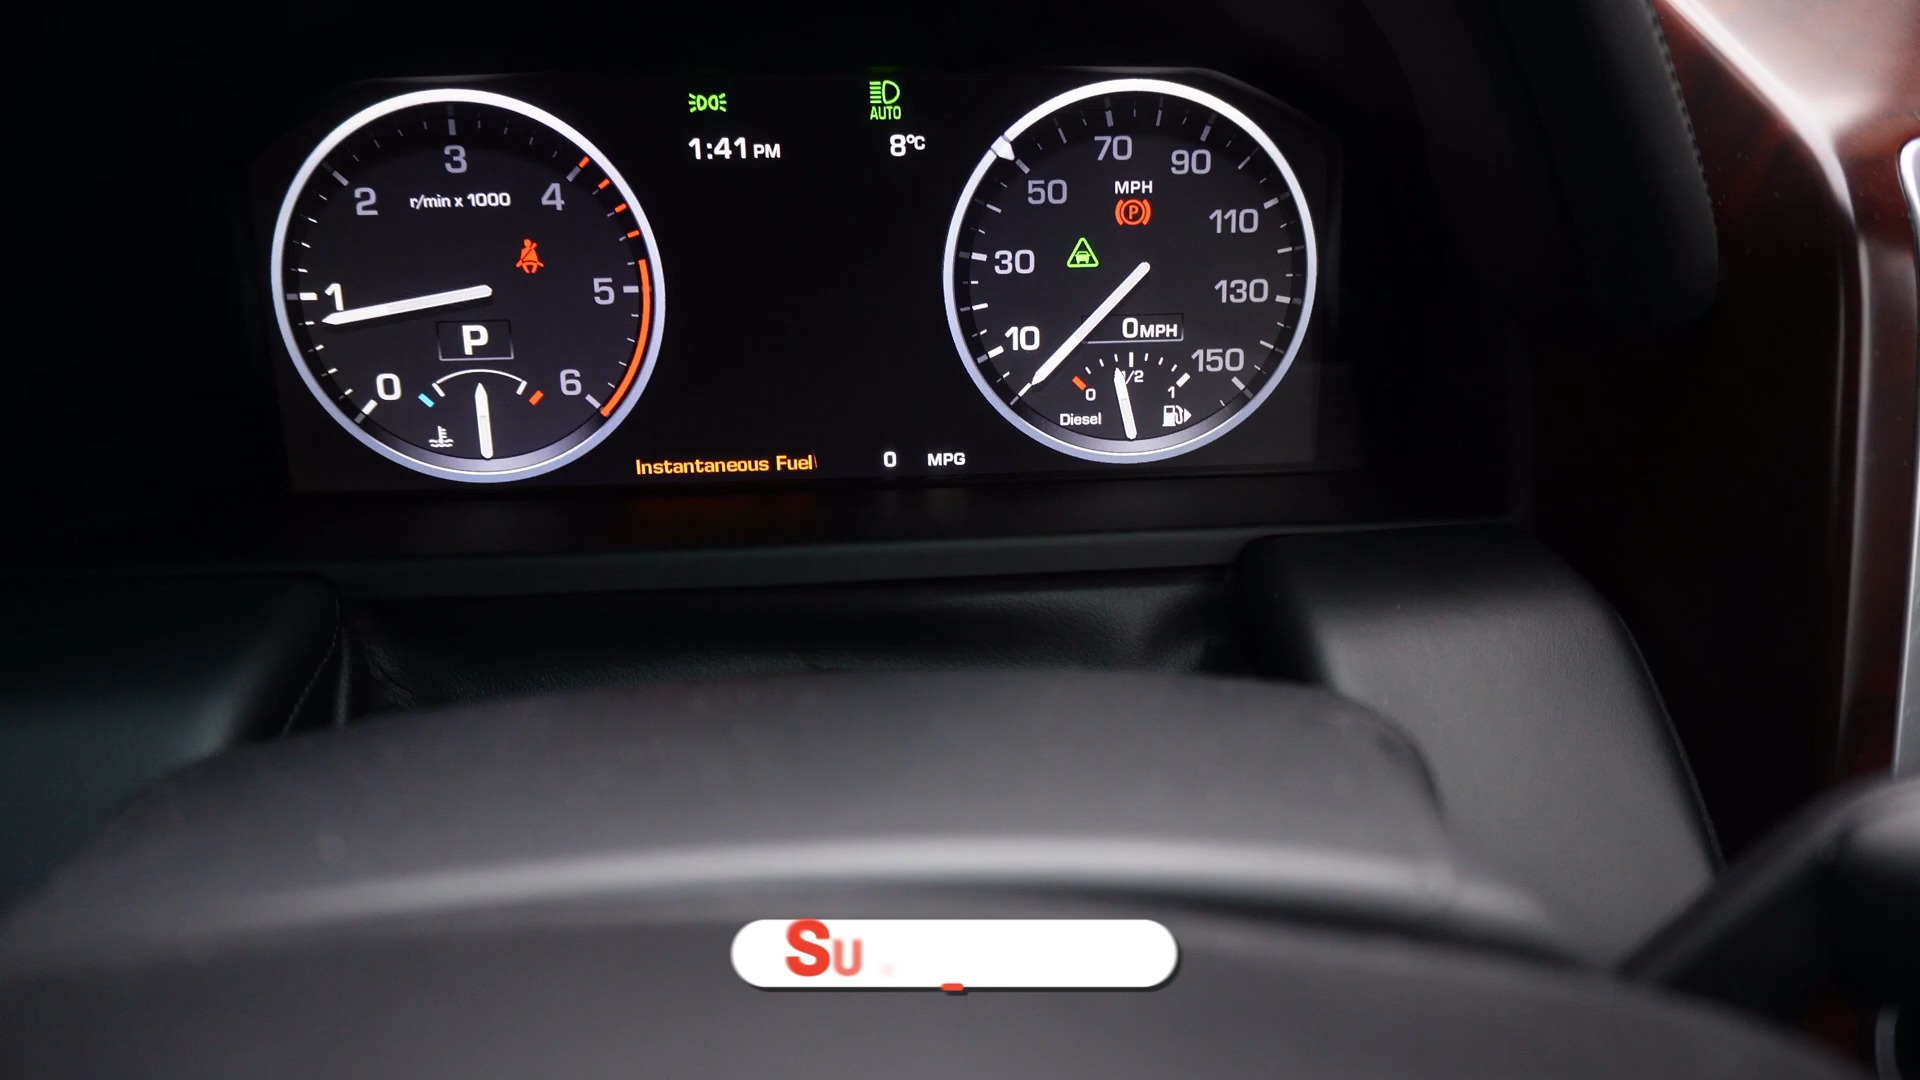 1:41 PM
8°C
AUTO
0
1
2
3
4
5
6
r/min x 1000
P
10
30
50
70
90
110
130
150
MPH
P
0 MPH
0
1/2
1
Diesel
Instantaneous Fuel
0 MPG
Su